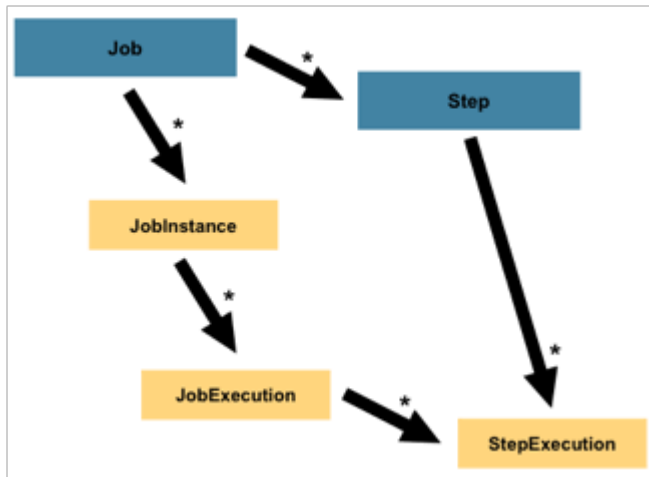 Job
*
Step
*
JobInstance
*
JobExecution
*
*
StepExecution